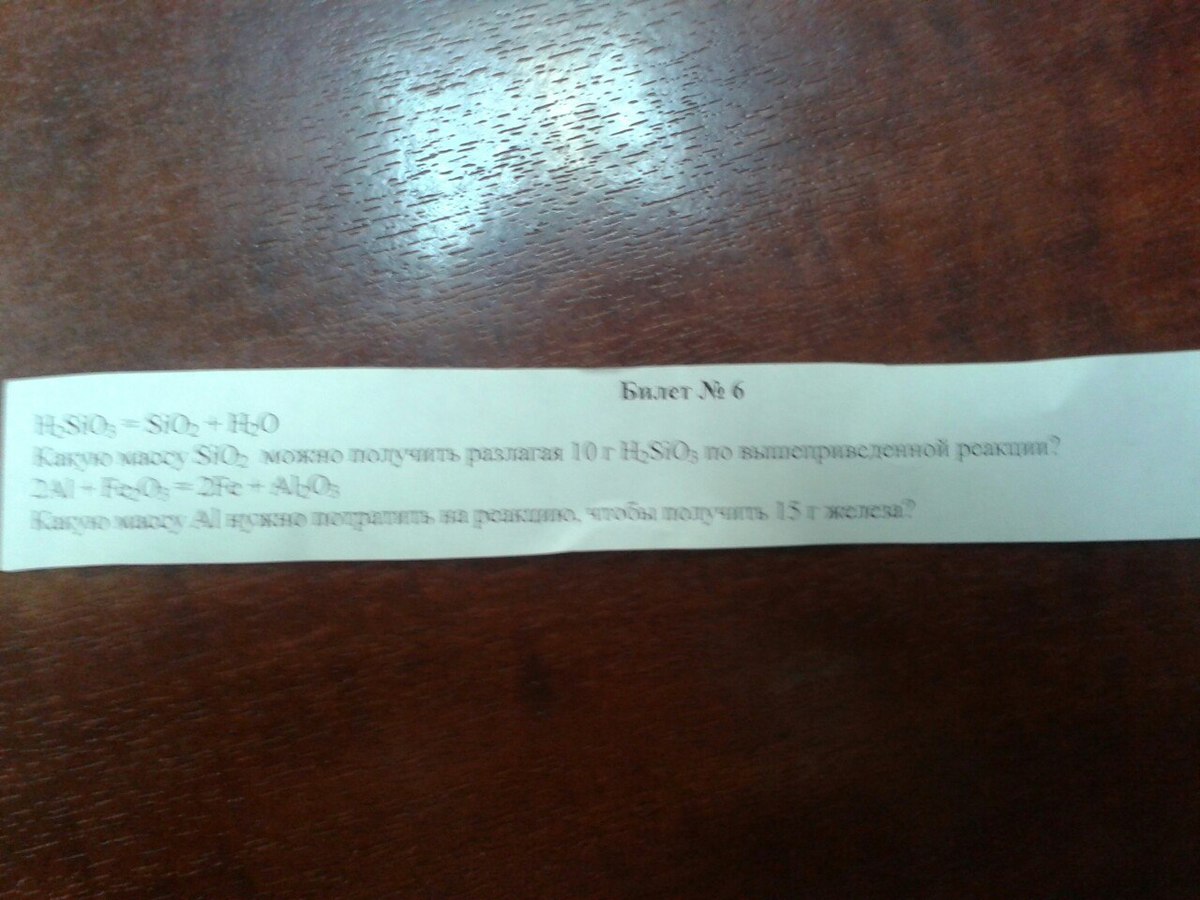 Билет № 6
H₂SiO₃ = SiO₂ + H₂O
Какую массу SiO₂ можно получить разлагая 10 г H₂SiO₃ по вышеприведенной реакции?
2Al + Fe₂O₃ = 2Fe + Al₂O₃
Какую массу Al нужно потратить на реакцию, чтобы получить 15 г железа?